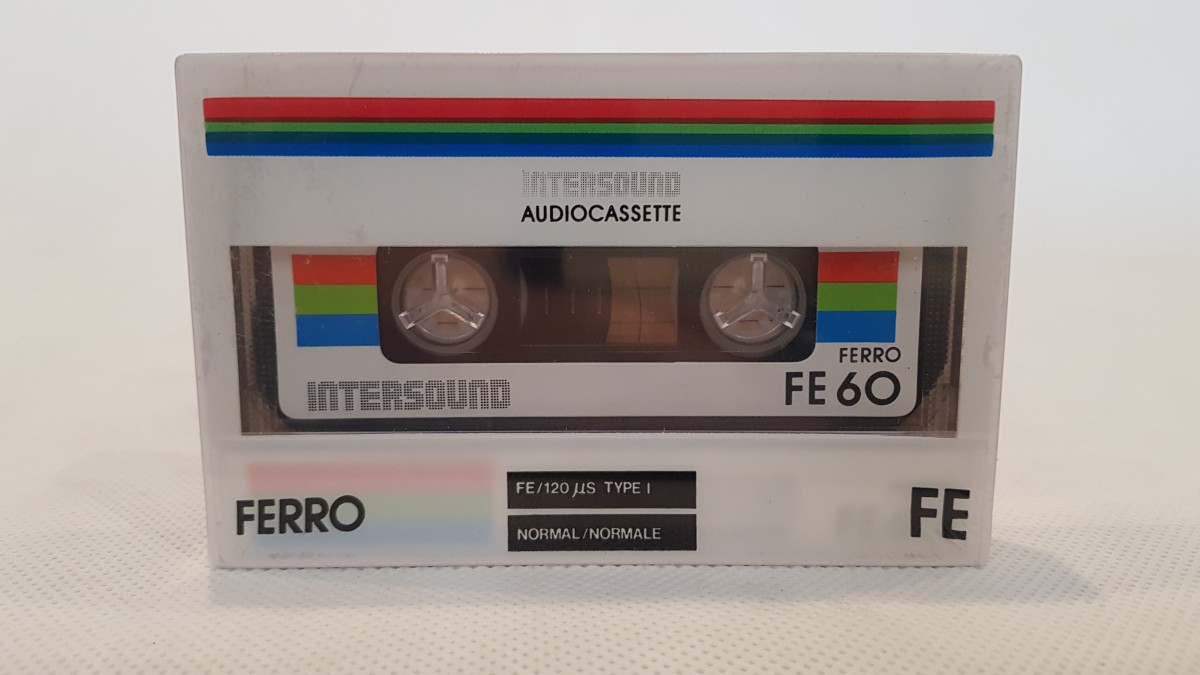 INTERSOUND
AUDIOCASSETTE
FERRO
INTERSOUND
FE 60
FERRO
FE/120 µS TYPE I
NORMAL/NORMALE
FE